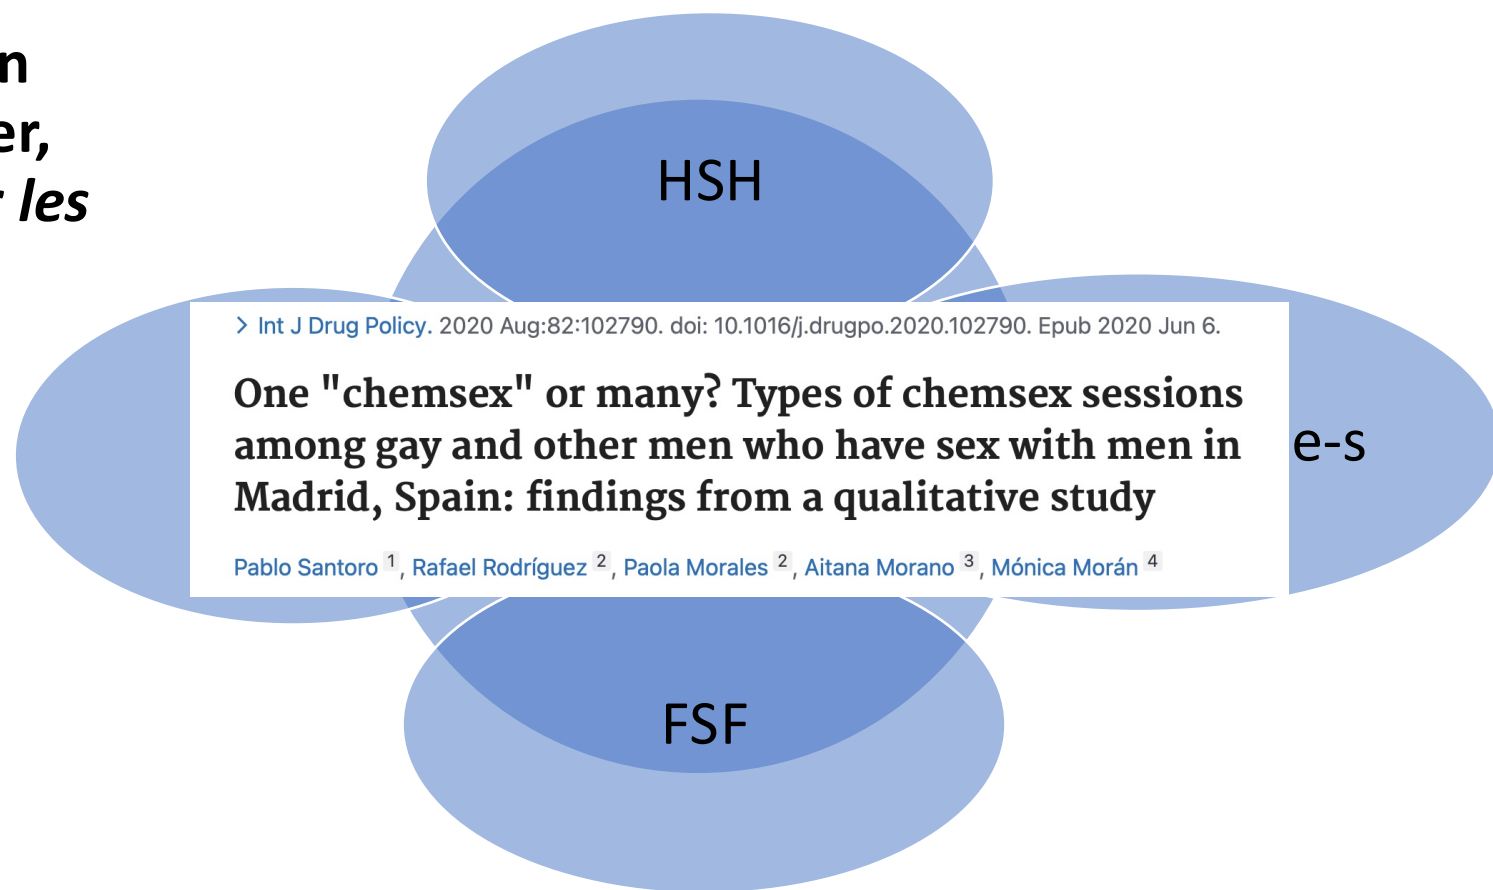 n
er,
r les
HSH
> Int J Drug Policy. 2020 Aug:82:102790. doi: 10.1016/j.drugpo.2020.102790. Epub 2020 Jun 6.
One "chemsex" or many? Types of chemsex sessions
among gay and other men who have sex with men in
Madrid, Spain: findings from a qualitative study
e-s
Pablo Santoro 1, Rafael Rodríguez 2, Paola Morales 2, Aitana Morano 3, Mónica Morán 4
FSF